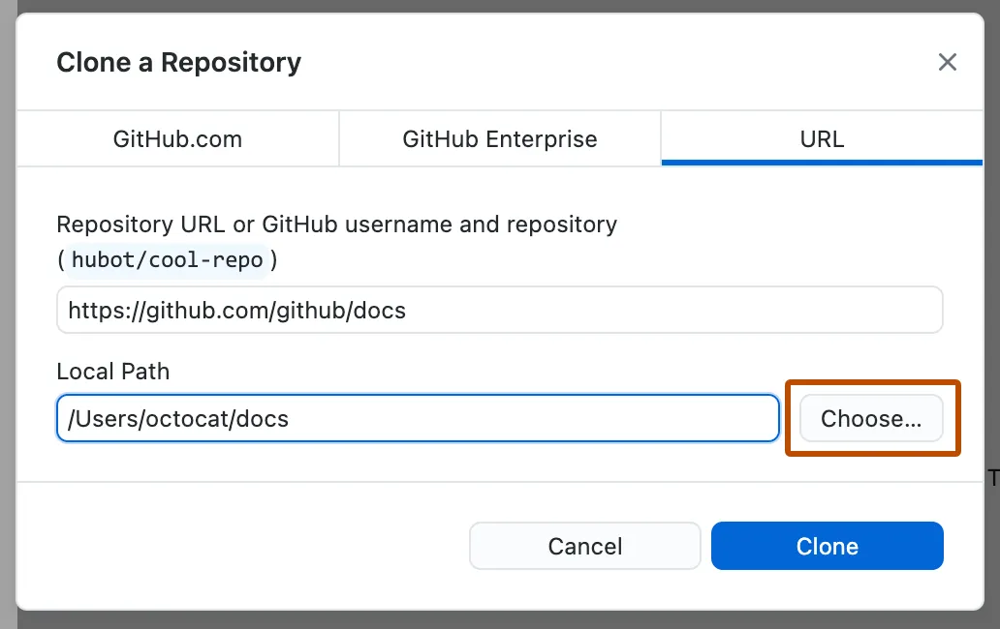 Clone a Repository
GitHub.com
GitHub Enterprise
URL
Repository URL or GitHub username and repository
(hubot/cool-repo)
https://github.com/github/docs
Local Path
/Users/octocat/docs
Choose...
T
Cancel
Clone